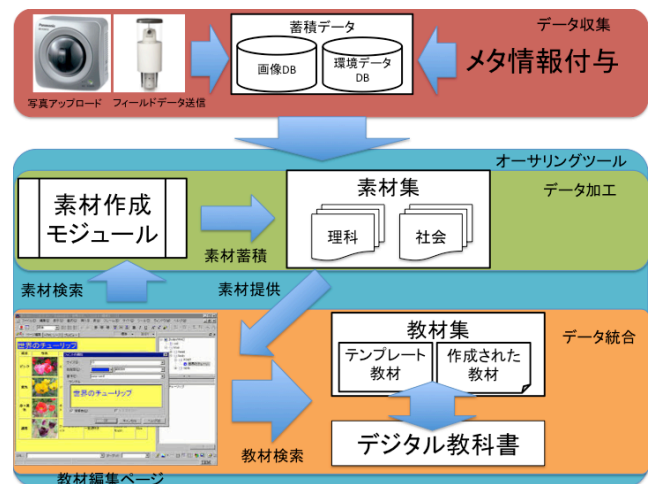 蓄積データ
データ収集
Panasonic
画像DB
環境データ
DB
メタ情報付与
写真アップロード
フィールドデータ送信
オーサリングツール
素材作成
モジュール
素材集
データ加工
理科
社会
素材蓄積
素材検索
素材提供
教材集
データ統合
テンプレート
教材
作成された
教材
世界のチューリップ
世界のチューリップ
教材検索
デジタル教科書
教材編集ページ